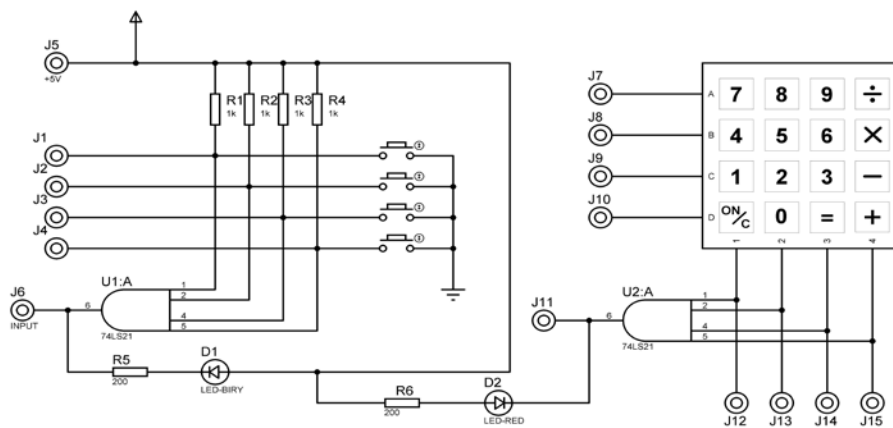 J5
+5V
R1
1k
R2
1k
R3
1k
R4
1k
J1
J2
J3
J4
J6
INPUT
U1:A
1
2
4
5
6
74LS21
R5
200
D1
LED-BIRY
R6
200
D2
LED-RED
J7
J8
J9
J10
A
B
C
D
7 8 9 ÷
4 5 6 ×
1 2 3 −
ON/C 0 = +
1 2 3 4
J11
U2:A
1
2
4
5
6
74LS21
J12 J13 J14 J15